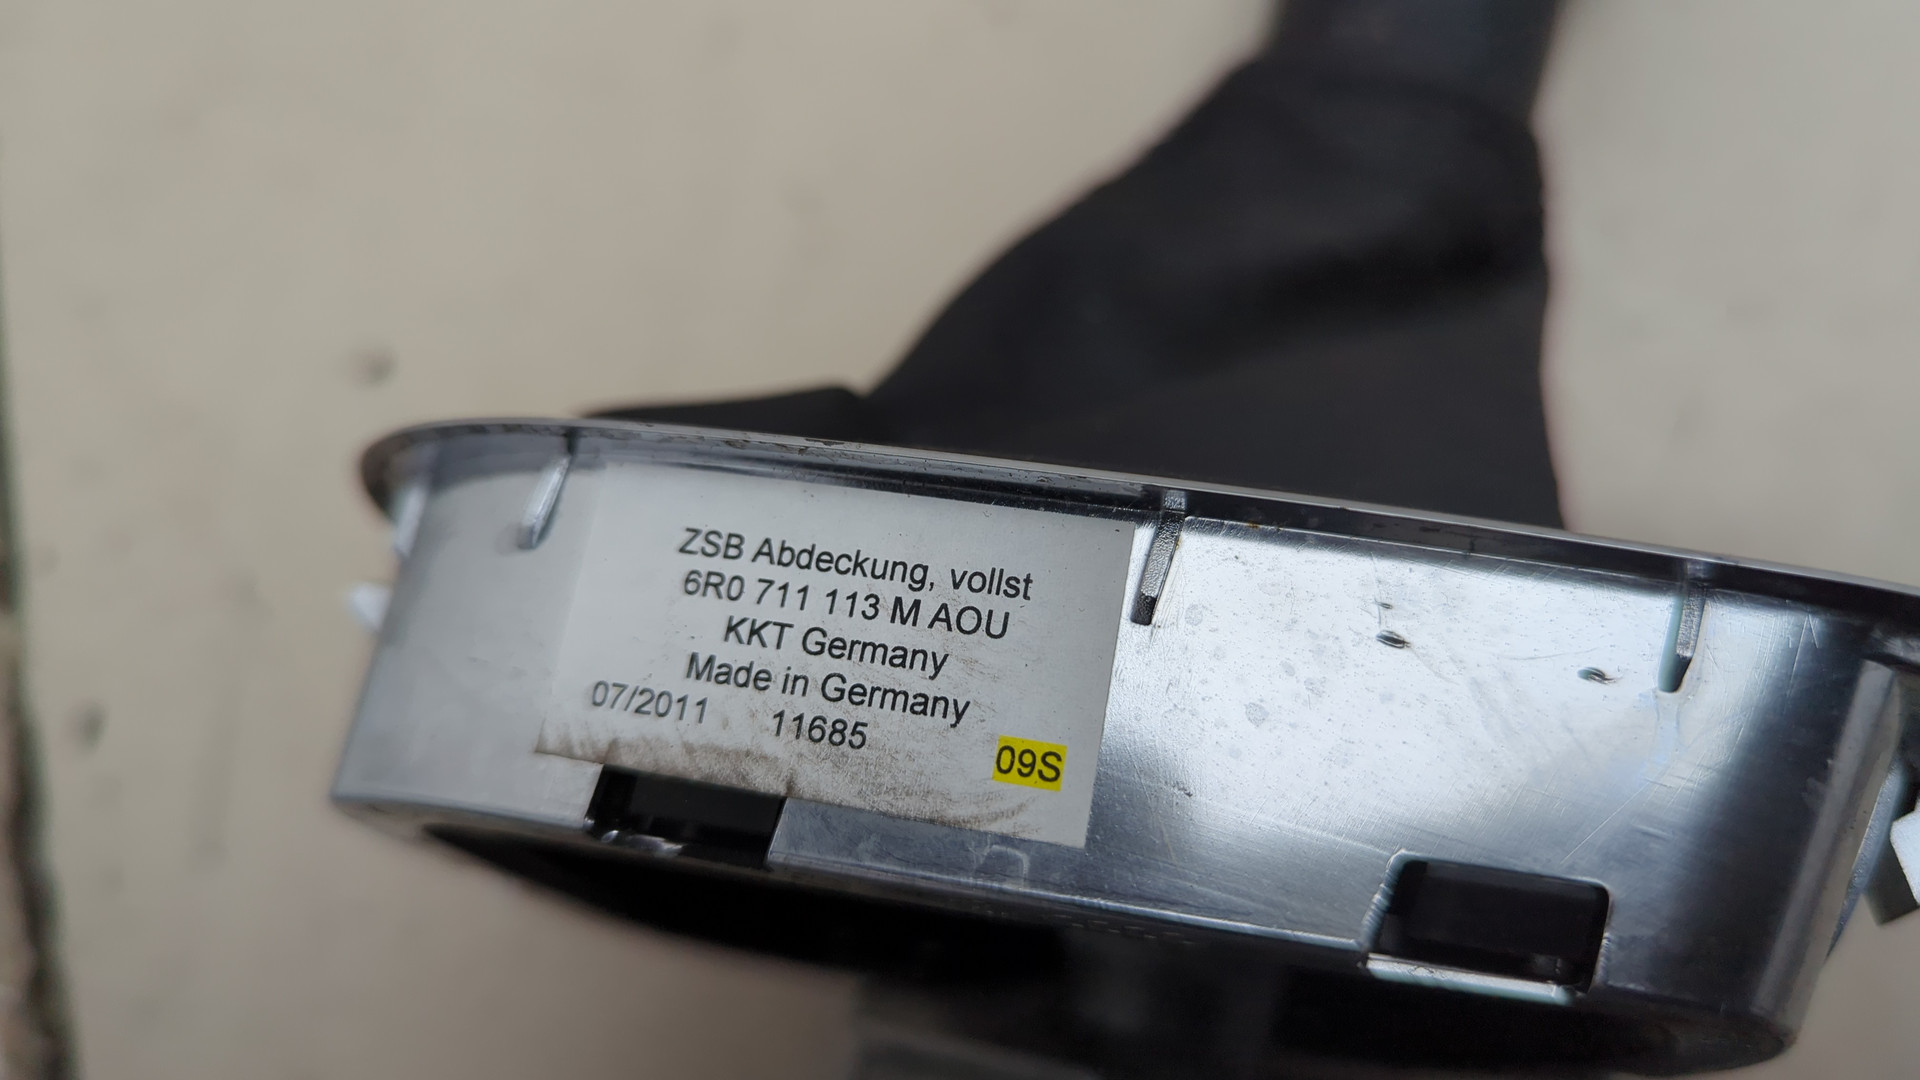 ZSB Abdeckung, vollst
6R0 711 113 M AOU
KKT Germany
Made in Germany
07/2011 11685
09S